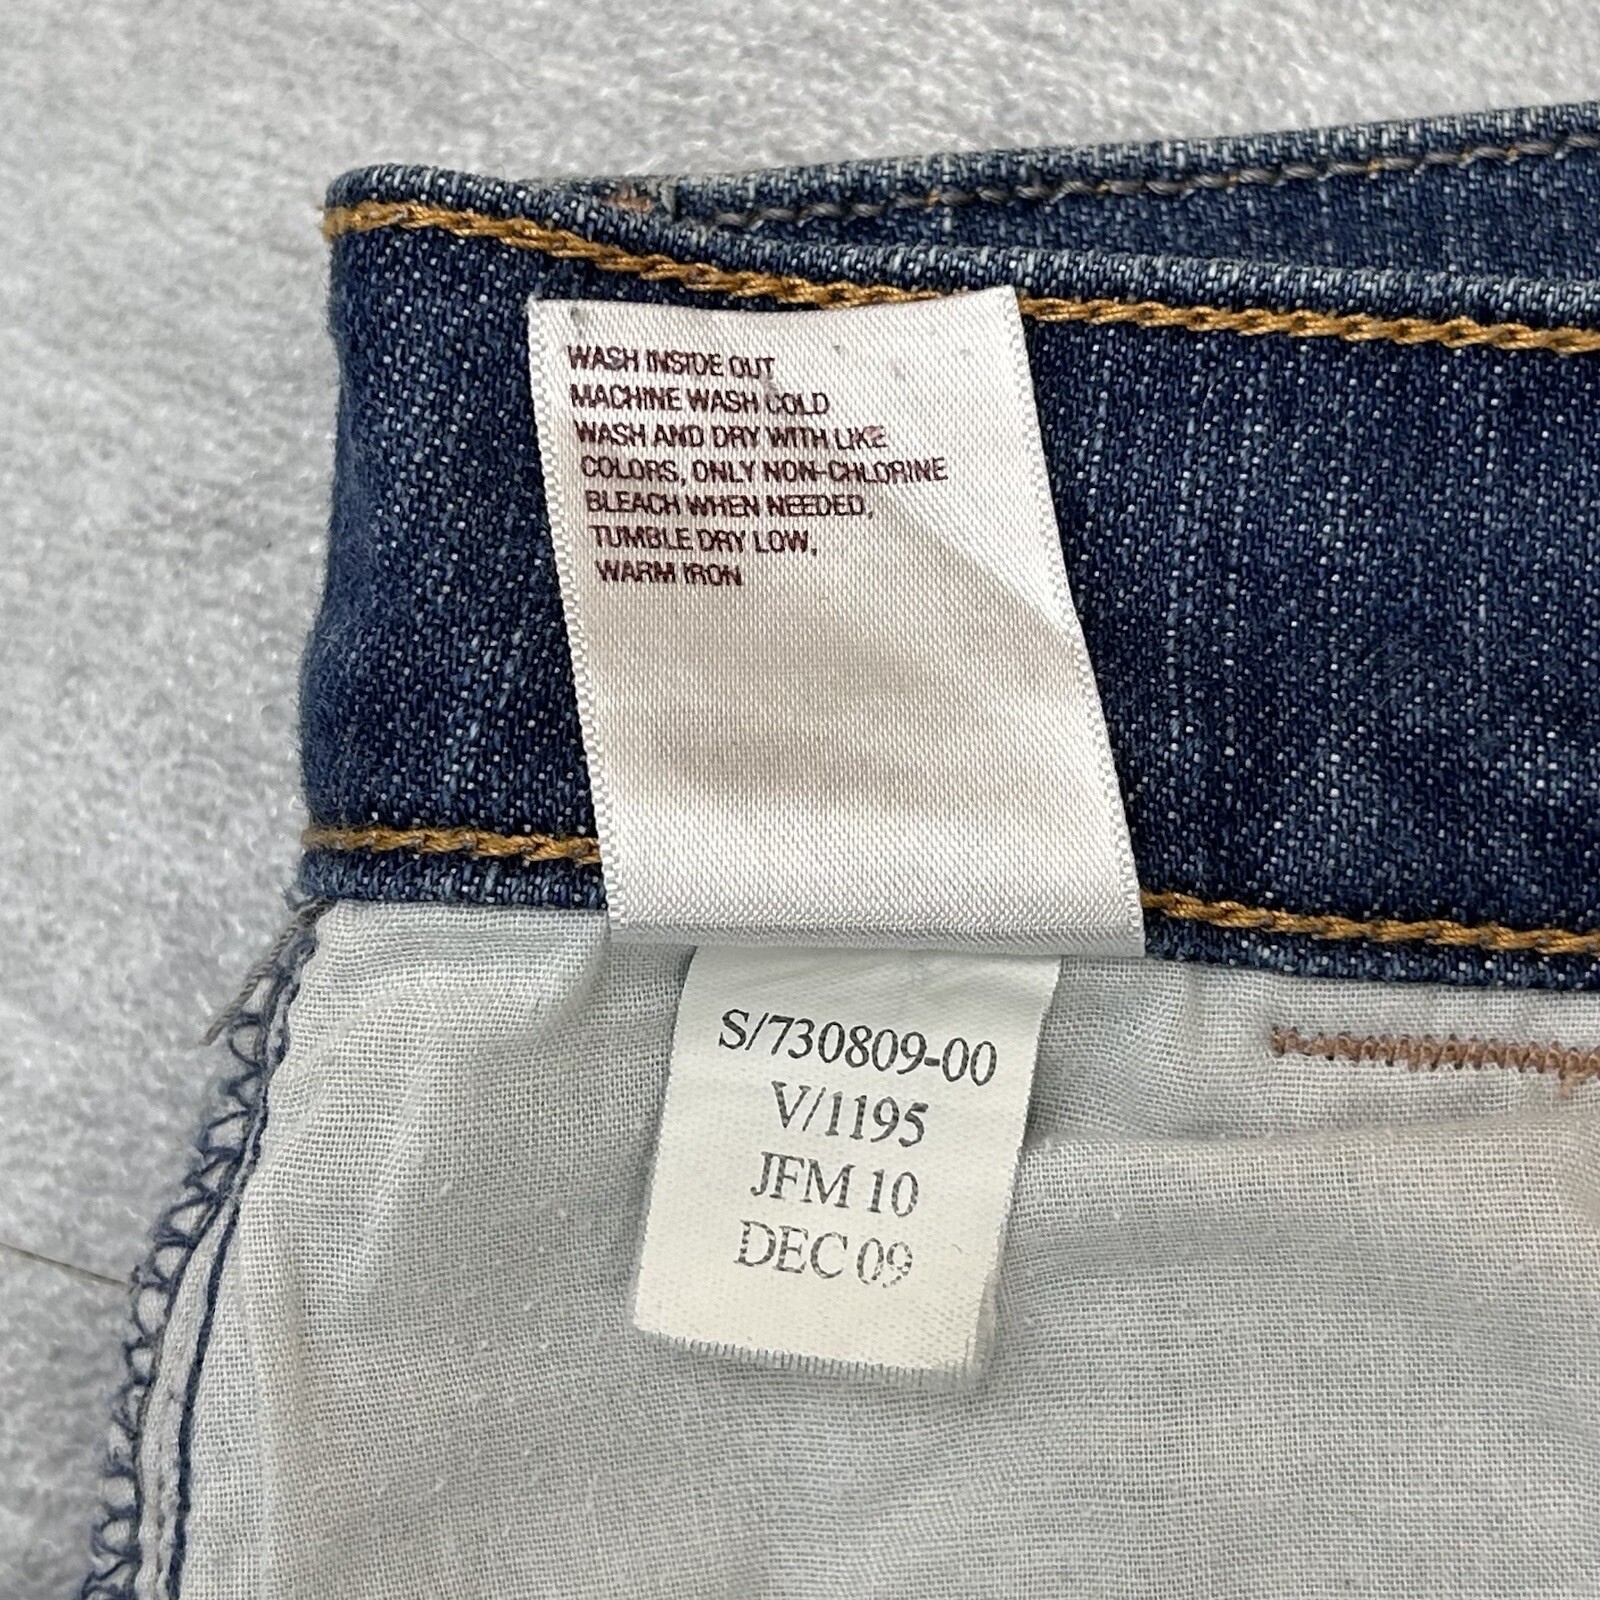 WASH INSIDE OUT
MACHINE WASH COLD
WASH AND DRY WITH LIKE
COLORS, ONLY NON-CHLORINE
BLEACH WHEN NEEDED,
TUMBLE DRY LOW,
WARM IRON
S/730809-00
V/1195
JFM 10
DEC 09